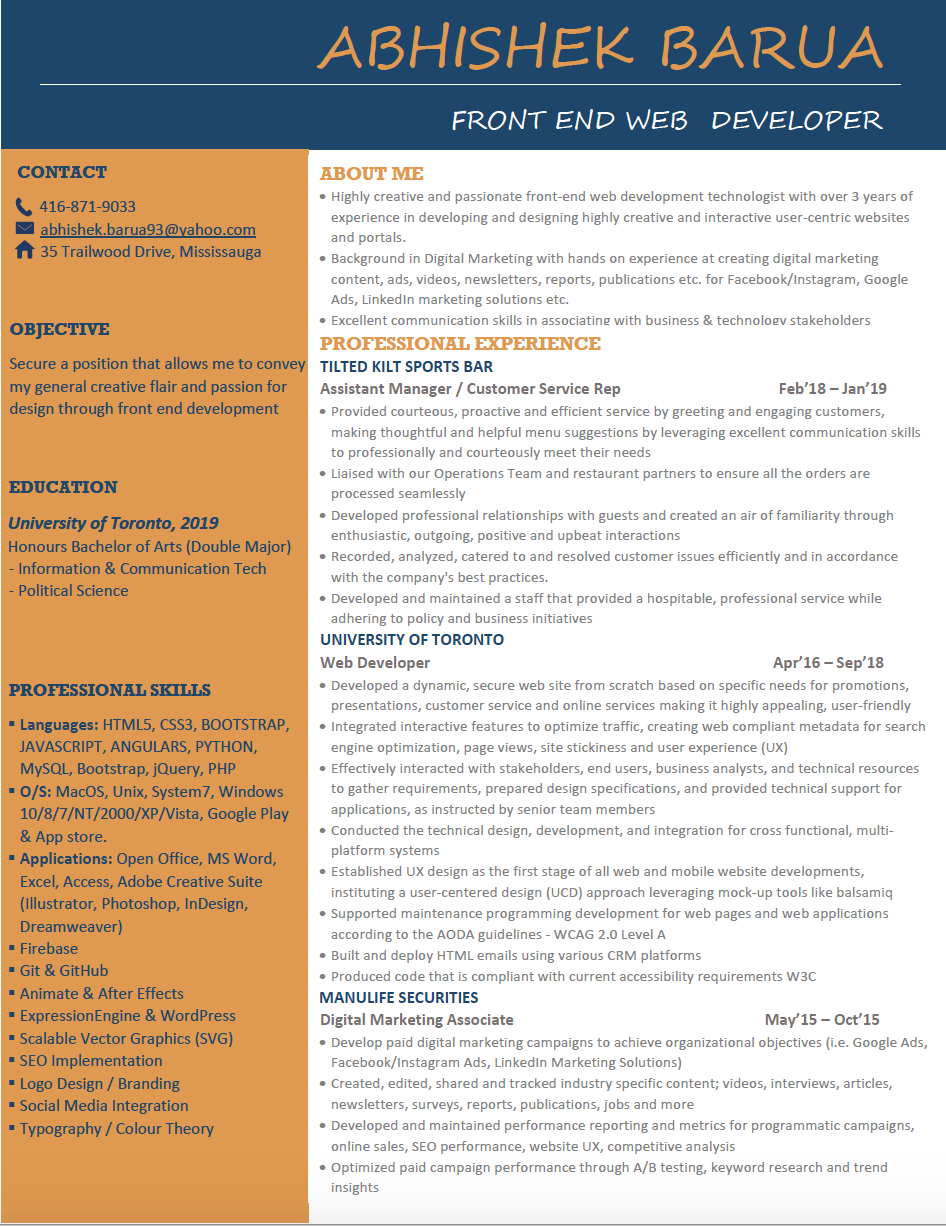 ABHISHEK BARUA
FRONT END WEB DEVELOPER
CONTACT
416-871-9033
abhishek.barua93@yahoo.com
35 Trailwood Drive, Mississauga
OBJECTIVE
Secure a position that allows me to convey
my general creative flair and passion for
design through front end development
EDUCATION
University of Toronto, 2019
Honours Bachelor of Arts (Double Major)
- Information & Communication Tech
- Political Science
PROFESSIONAL SKILLS
▪ Languages: HTML5, CSS3, BOOTSTRAP,
JAVASCRIPT, ANGULARS, PYTHON,
MySQL, Bootstrap, jQuery, PHP
▪ O/S: MacOS, Unix, System7, Windows
10/8/7/NT/2000/XP/Vista, Google Play
& App store.
▪ Applications: Open Office, MS Word,
Excel, Access, Adobe Creative Suite
(Illustrator, Photoshop, InDesign,
Dreamweaver)
▪ Firebase
▪ Git & GitHub
▪ Animate & After Effects
▪ ExpressionEngine & WordPress
▪ Scalable Vector Graphics (SVG)
▪ SEO Implementation
▪ Logo Design / Branding
▪ Social Media Integration
▪ Typography / Colour Theory
ABOUT ME
• Highly creative and passionate front-end web development technologist with over 3 years of
experience in developing and designing highly creative and interactive user-centric websites
and portals.
• Background in Digital Marketing with hands on experience at creating digital marketing
content, ads, videos, newsletters, reports, publications etc. for Facebook/Instagram, Google
Ads, LinkedIn marketing solutions etc.
• Excellent communication skills in associating with business & technology stakeholders
PROFESSIONAL EXPERIENCE
TILTED KILT SPORTS BAR
Assistant Manager / Customer Service Rep Feb’18 – Jan’19
• Provided courteous, proactive and efficient service by greeting and engaging customers,
making thoughtful and helpful menu suggestions by leveraging excellent communication skills
to professionally and courteously meet their needs
• Liaised with our Operations Team and restaurant partners to ensure all the orders are
processed seamlessly
• Developed professional relationships with guests and created an air of familiarity through
enthusiastic, outgoing, positive and upbeat interactions
• Recorded, analyzed, catered to and resolved customer issues efficiently and in accordance
with the company's best practices.
• Developed and maintained a staff that provided a hospitable, professional service while
adhering to policy and business initiatives
UNIVERSITY OF TORONTO
Web Developer Apr’16 – Sep’18
• Developed a dynamic, secure web site from scratch based on specific needs for promotions,
presentations, customer service and online services making it highly appealing, user-friendly
• Integrated interactive features to optimize traffic, creating web compliant metadata for search
engine optimization, page views, site stickiness and user experience (UX)
• Effectively interacted with stakeholders, end users, business analysts, and technical resources
to gather requirements, prepared design specifications, and provided technical support for
applications, as instructed by senior team members
• Conducted the technical design, development, and integration for cross functional, multi-
platform systems
• Established UX design as the first stage of all web and mobile website developments,
instituting a user-centered design (UCD) approach leveraging mock-up tools like balsamiq
• Supported maintenance programming development for web pages and web applications
according to the AODA guidelines - WCAG 2.0 Level A
• Built and deploy HTML emails using various CRM platforms
• Produced code that is compliant with current accessibility requirements W3C
MANULIFE SECURITIES
Digital Marketing Associate May’15 – Oct’15
• Develop paid digital marketing campaigns to achieve organizational objectives (i.e. Google Ads,
Facebook/Instagram Ads, LinkedIn Marketing Solutions)
• Created, edited, shared and tracked industry specific content; videos, interviews, articles,
newsletters, surveys, reports, publications, jobs and more
• Developed and maintained performance reporting and metrics for programmatic campaigns,
online sales, SEO performance, website UX, competitive analysis
• Optimized paid campaign performance through A/B testing, keyword research and trend
insights